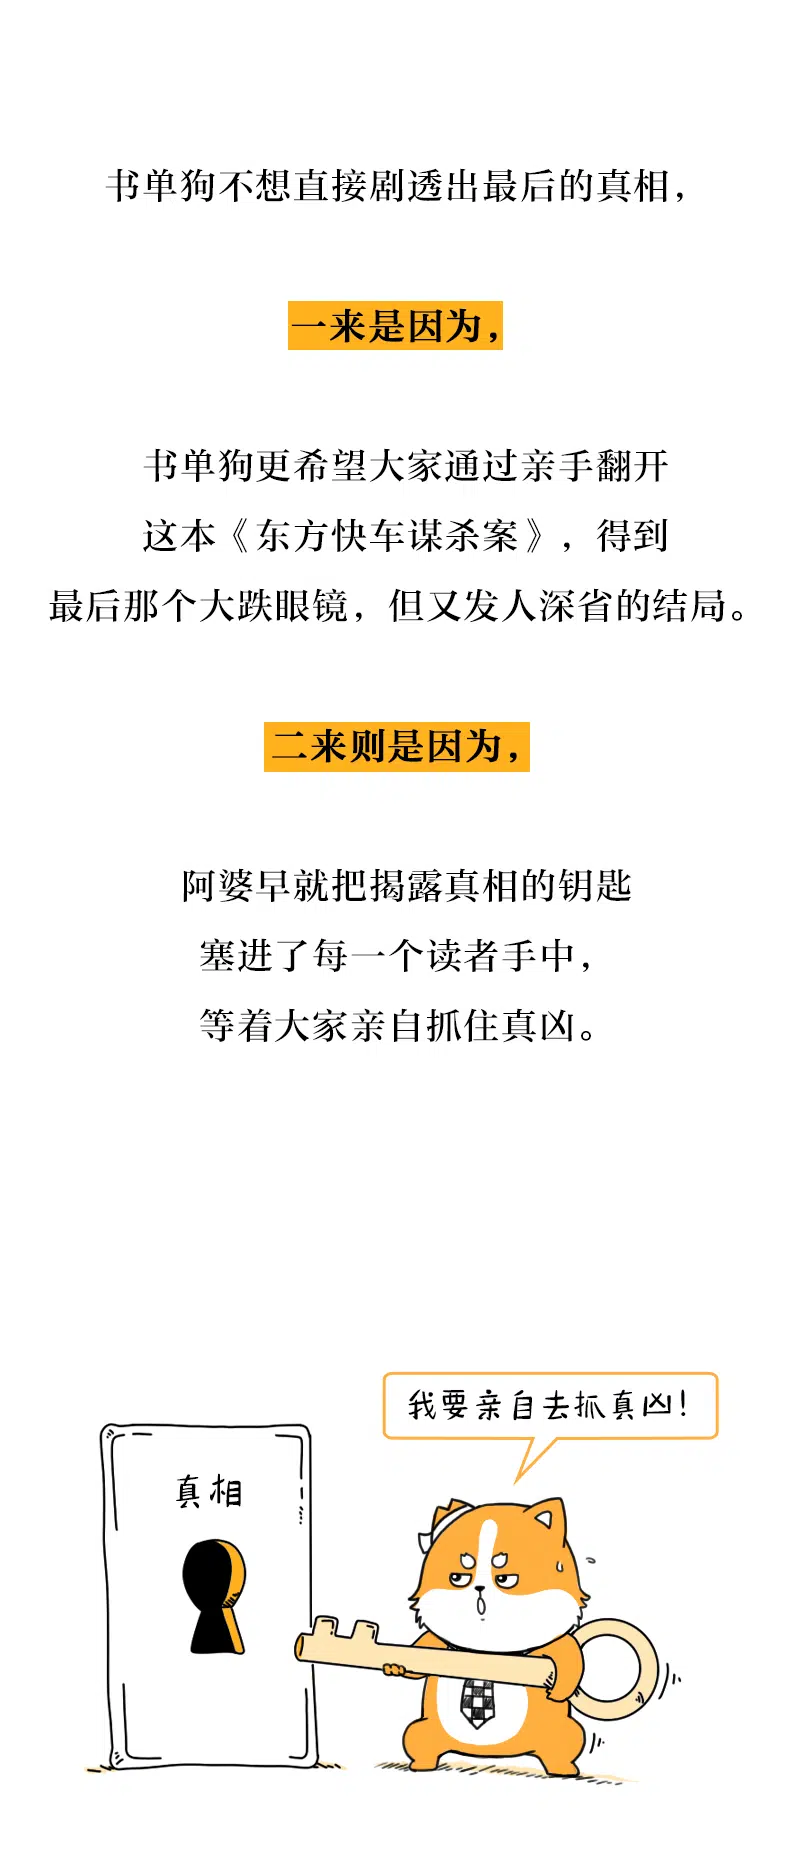 书单狗不想直接剧透出最后的真相，
一来是因为，
书单狗更希望大家通过亲手翻开
这本《东方快车谋杀案》，得到
最后那个大跌眼镜，但又发人深省的结局。
二来则是因为，
阿婆早就把揭露真相的钥匙
塞进了每一个读者手中，
等着大家亲自抓住真凶。
我要亲自去抓真凶！
真相